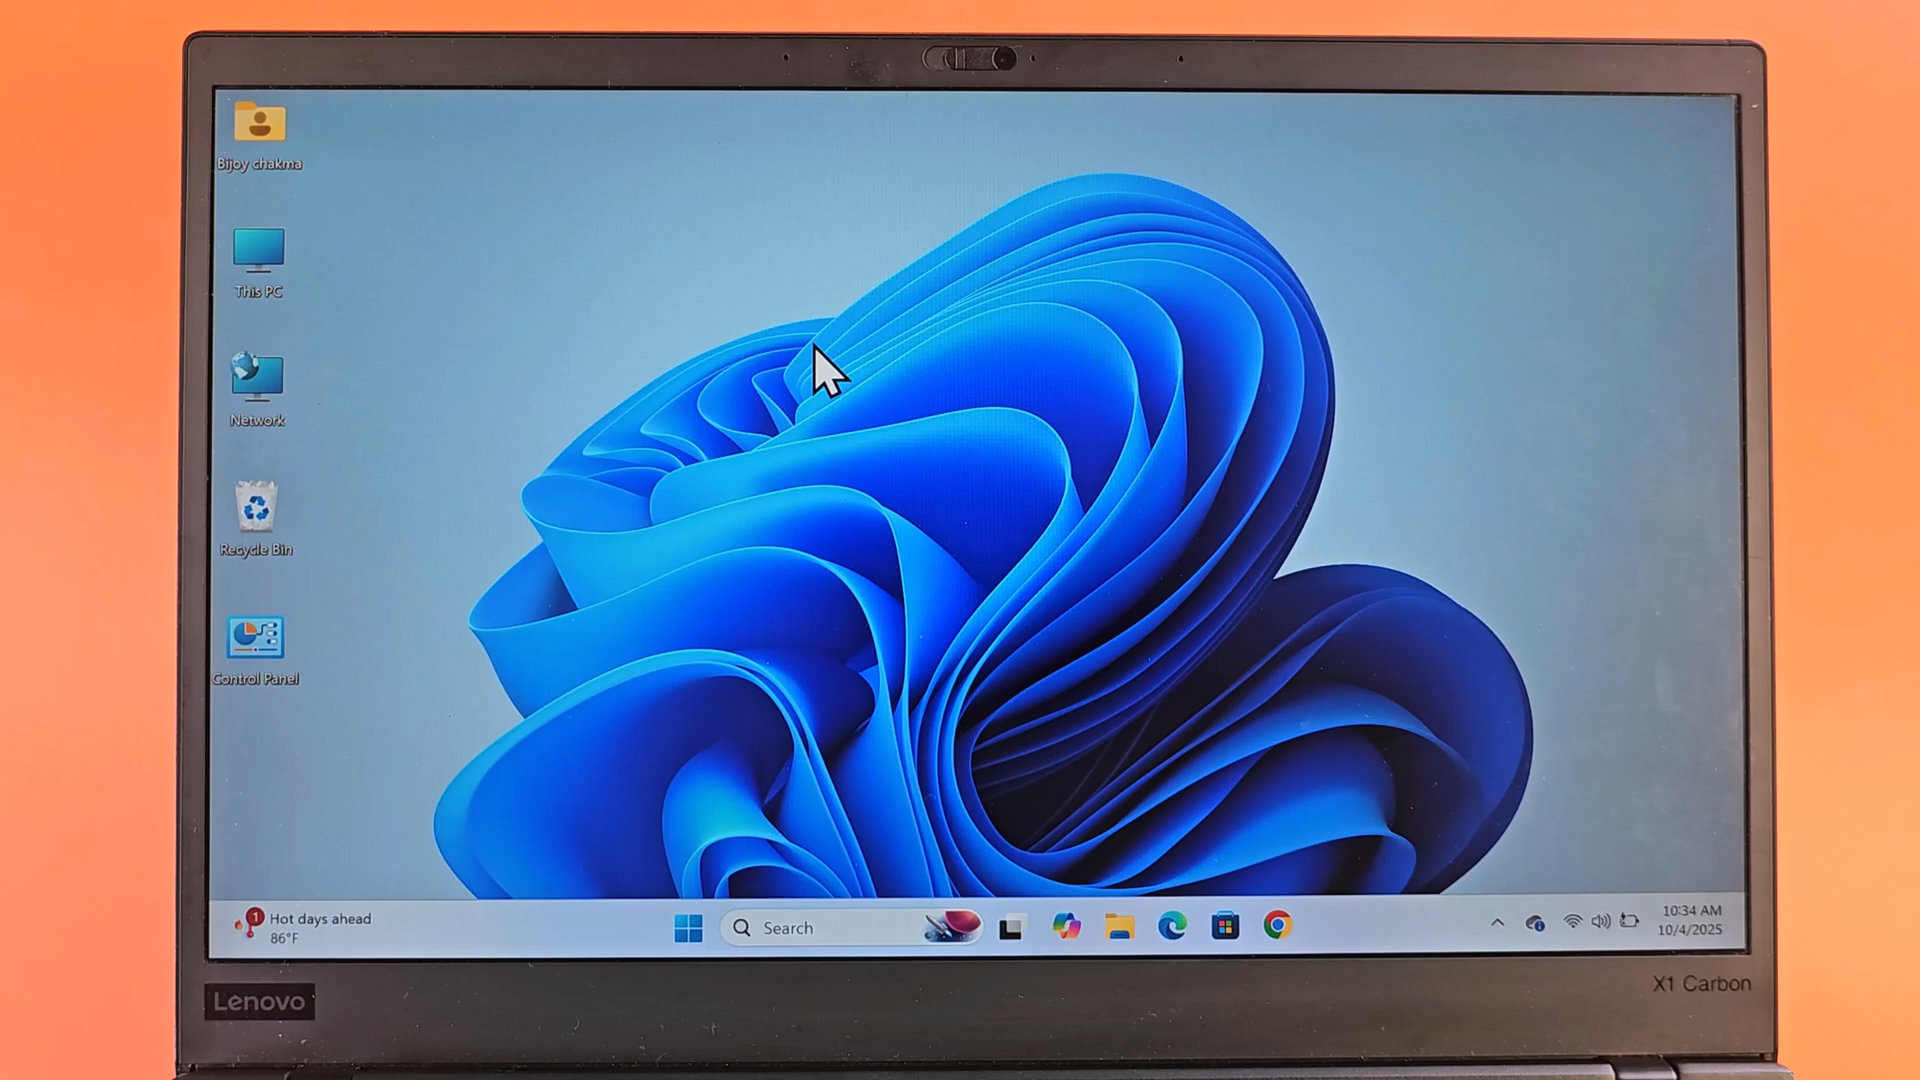 Bijoy chakma
This PC
Network
Recycle Bin
Control Panel
1
Hot days ahead
86°F
Search
10:34 AM
10/4/2025
Lenovo
X1 Carbon